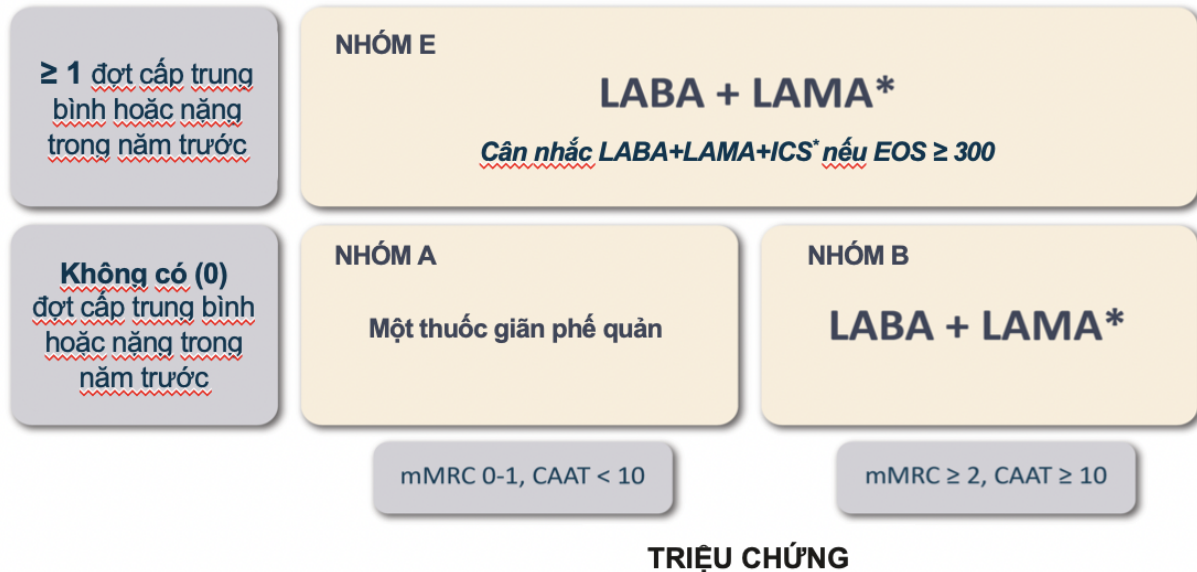 ≥ 1 đợt cấp trung
bình hoặc nặng
trong năm trước
NHÓM E
LABA + LAMA*
Cân nhắc LABA+LAMA+ICS* nếu EOS ≥ 300
Không có (0)
đợt cấp trung bình
hoặc nặng trong
năm trước
NHÓM A
Một thuốc giãn phế quản
NHÓM B
LABA + LAMA*
mMRC 0-1, CAAT < 10
mMRC ≥ 2, CAAT ≥ 10
TRIỆU CHỨNG